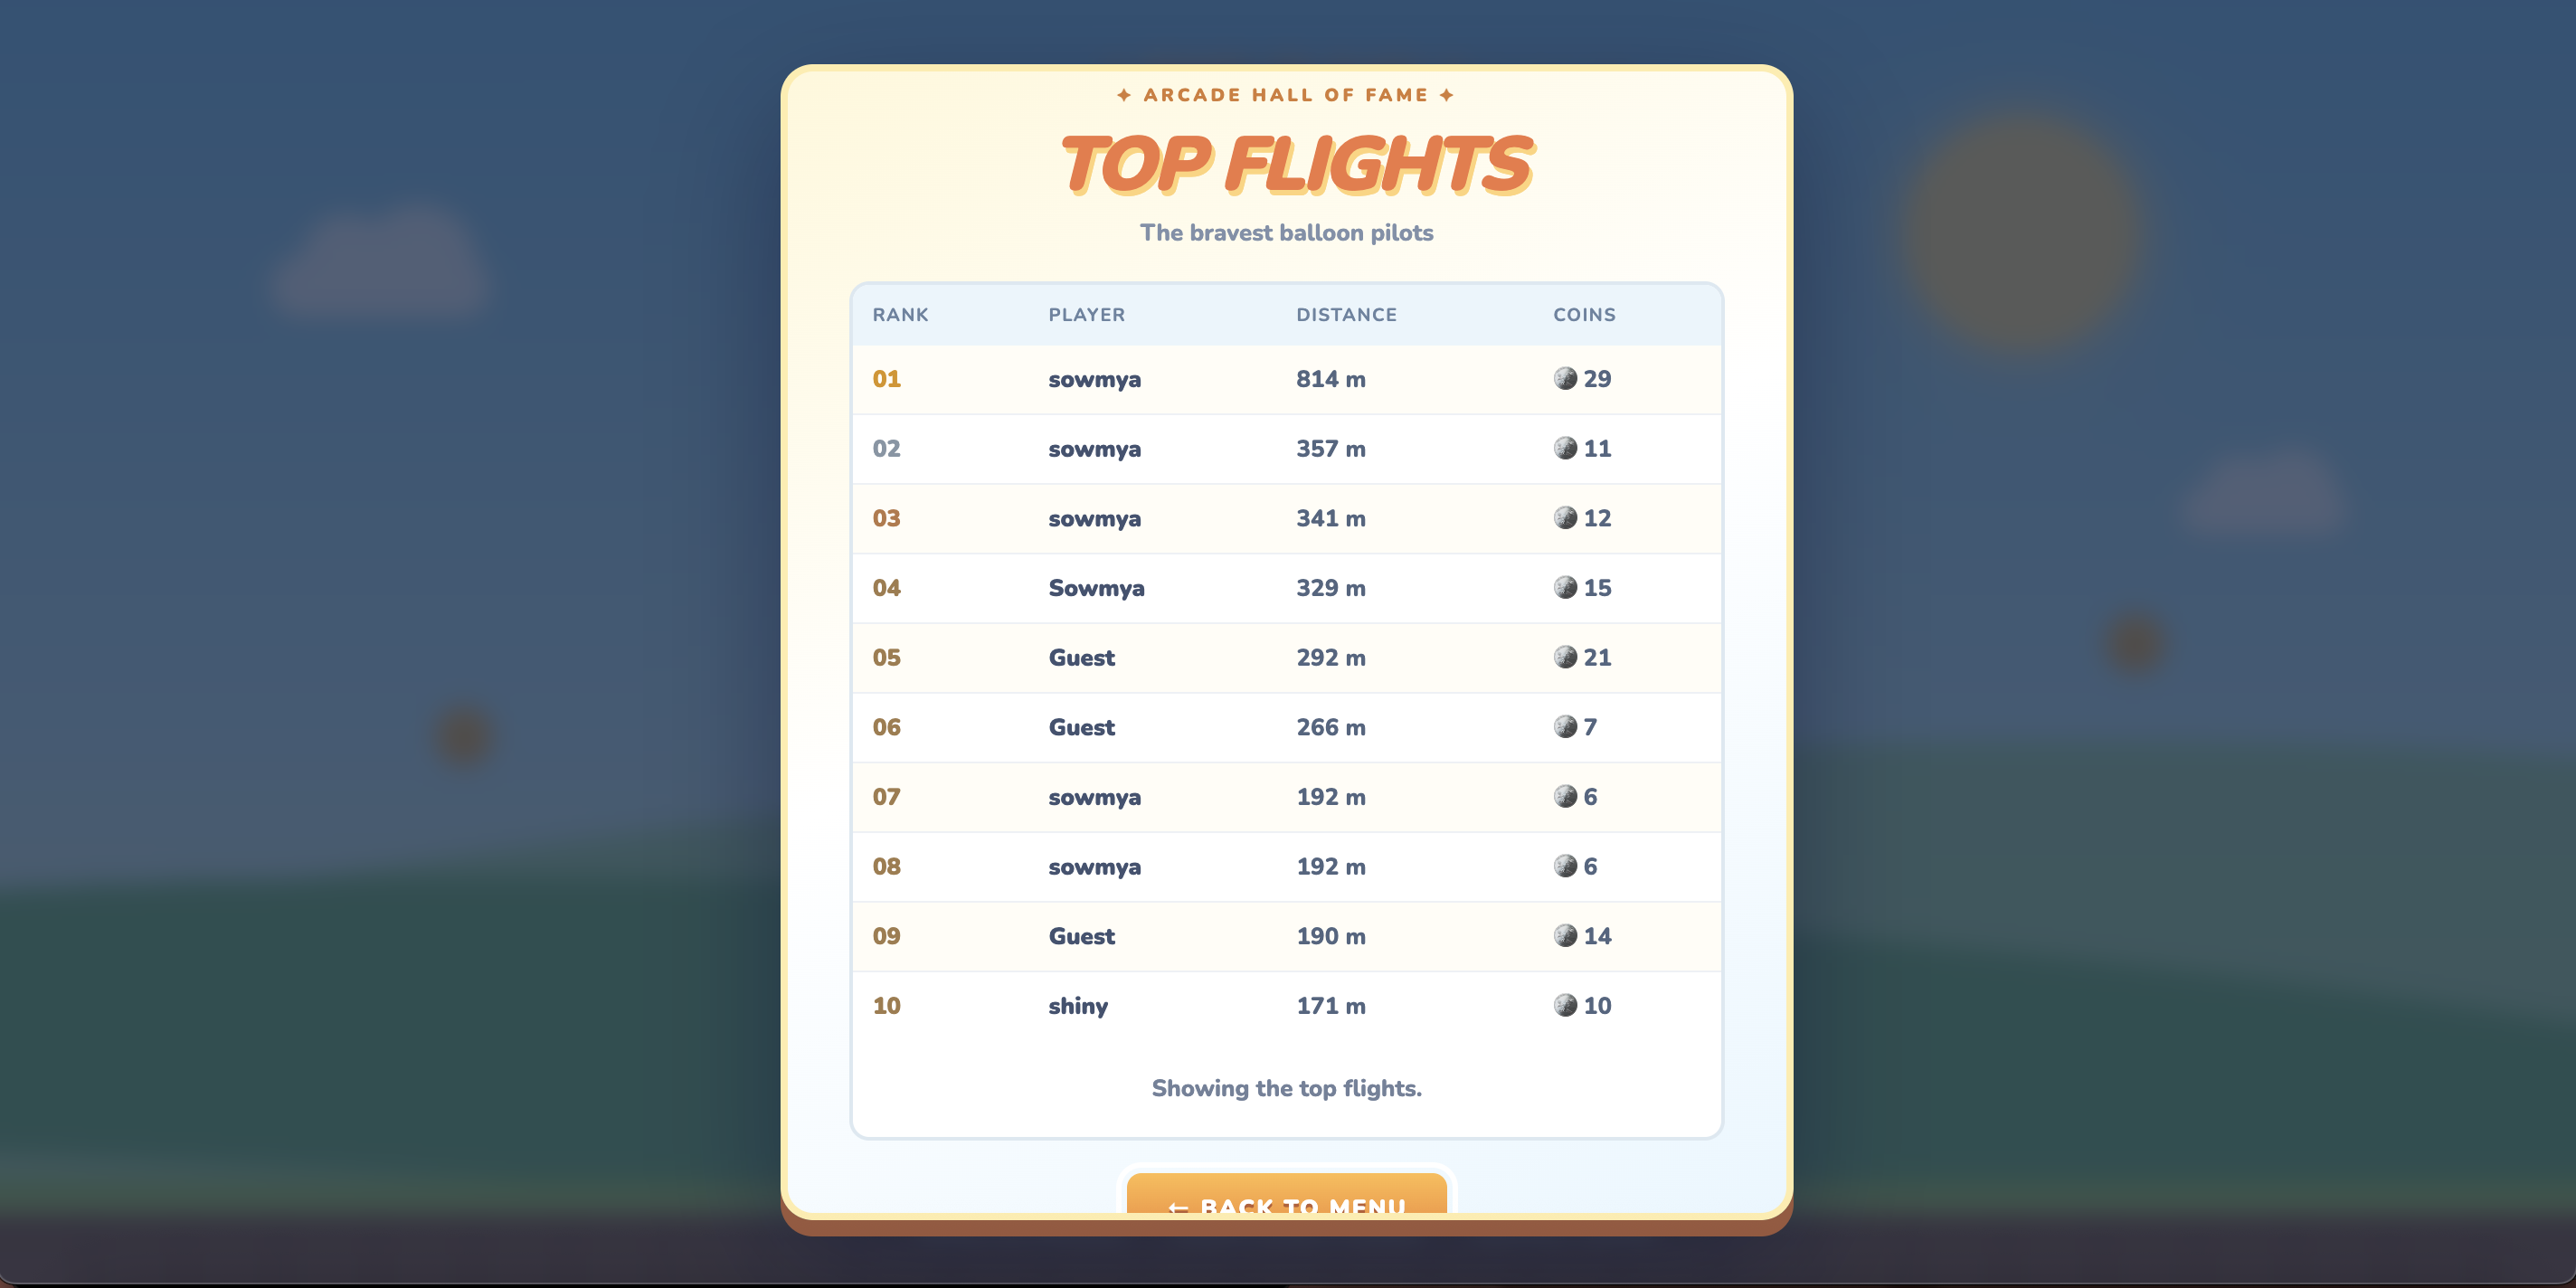 ✦ ARCADE HALL OF FAME ✦
TOP FLIGHTS
The bravest balloon pilots
RANK PLAYER DISTANCE COINS
01 sowmya 814 m 29
02 sowmya 357 m 11
03 sowmya 341 m 12
04 Sowmya 329 m 15
05 Guest 292 m 21
06 Guest 266 m 7
07 sowmya 192 m 6
08 sowmya 192 m 6
09 Guest 190 m 14
10 shiny 171 m 10
Showing the top flights.
← BACK TO MENU